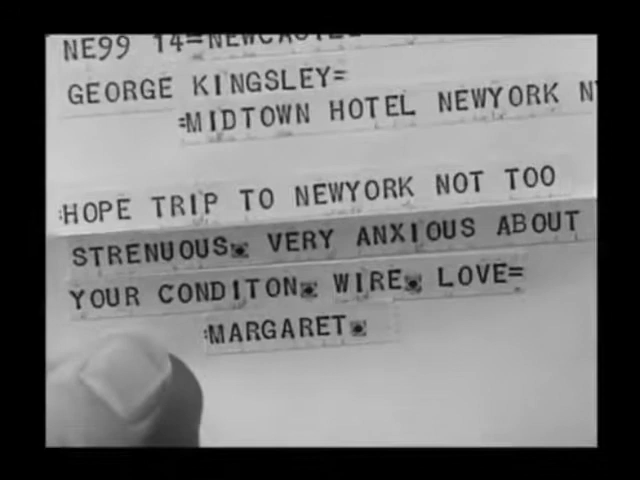 NE99 14=NEWCASTLE
GEORGE KINGSLEY=
=MIDTOWN HOTEL NEWYORK N
:HOPE TRIP TO NEWYORK NOT TOO
STRENUOUS. VERY ANXIOUS ABOUT
YOUR CONDITON. WIRE. LOVE=
:MARGARET.